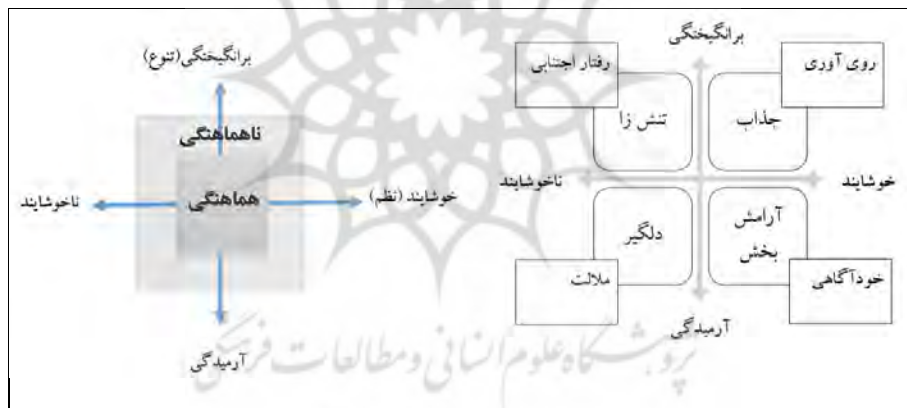 برانگیختگی
روی آوری
رفتار اجتنابی
جذاب
تنش زا
خوشایند
ناخوشایند
آرامش
بخش
دلگیر
خودآگاهی
ملالت
آرمیدگی
برانگیختگی(تنوع)
ناهماهنگی
هماهنگی
خوشایند (نظم)
ناخوشایند
آرمیدگی
پژوهشگاه علوم انسانی و مطالعات فرهنگی